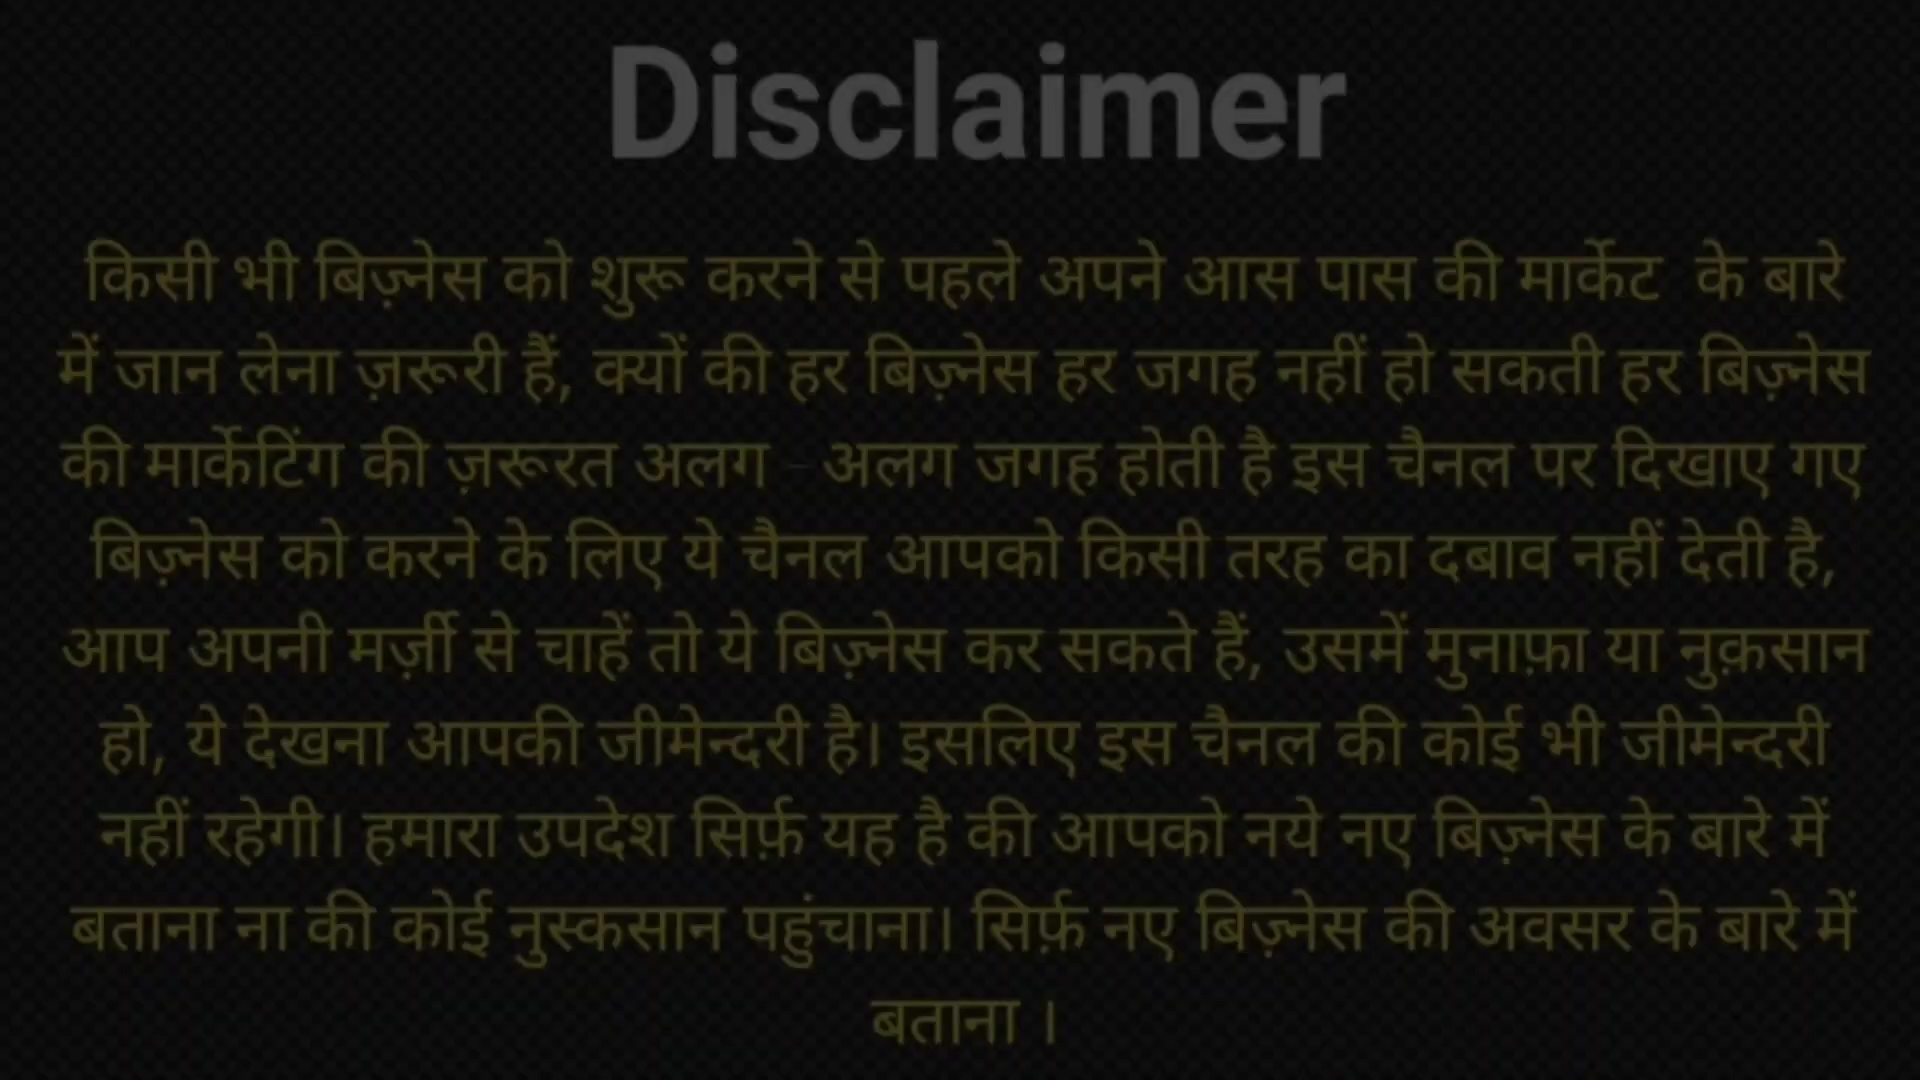 Disclaimer
किसी भी बिज़्नेस को शुरू करने से पहले अपने आस पास की मार्केट के बारे
में जान लेना ज़रूरी हैं, क्यों की हर बिज़्नेस हर जगह नहीं हो सकती हर बिज़्नेस
की मार्केटिंग की ज़रूरत अलग - अलग जगह होती है इस चैनल पर दिखाए गए
बिज़्नेस को करने के लिए ये चैनल आपको किसी तरह का दबाव नहीं देती है,
आप अपनी मर्ज़ी से चाहें तो ये बिज़्नेस कर सकते हैं, उसमें मुनाफ़ा या नुक़सान
हो, ये देखना आपकी जीमेन्दरी है। इसलिए इस चैनल की कोई भी जीमेन्दरी
नहीं रहेगी। हमारा उपदेश सिर्फ़ यह है की आपको नये नए बिज़्नेस के बारे में
बताना ना की कोई नुस्कसान पहुंचाना। सिर्फ़ नए बिज़्नेस की अवसर के बारे में
बताना ।